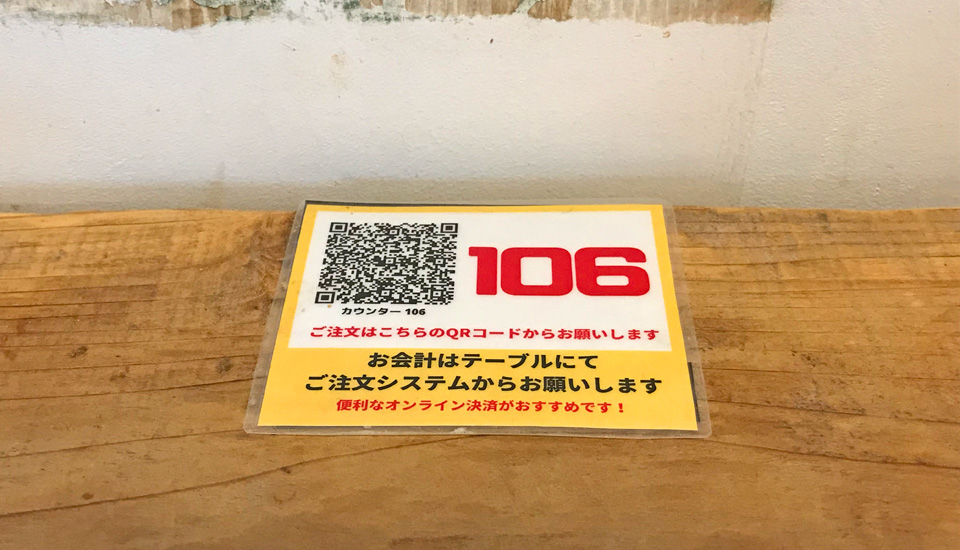 106
カウンター 106
ご注文はこちらのQRコードからお願いします
お会計はテーブルにて
ご注文システムからお願いします
便利なオンライン決済がおすすめです！